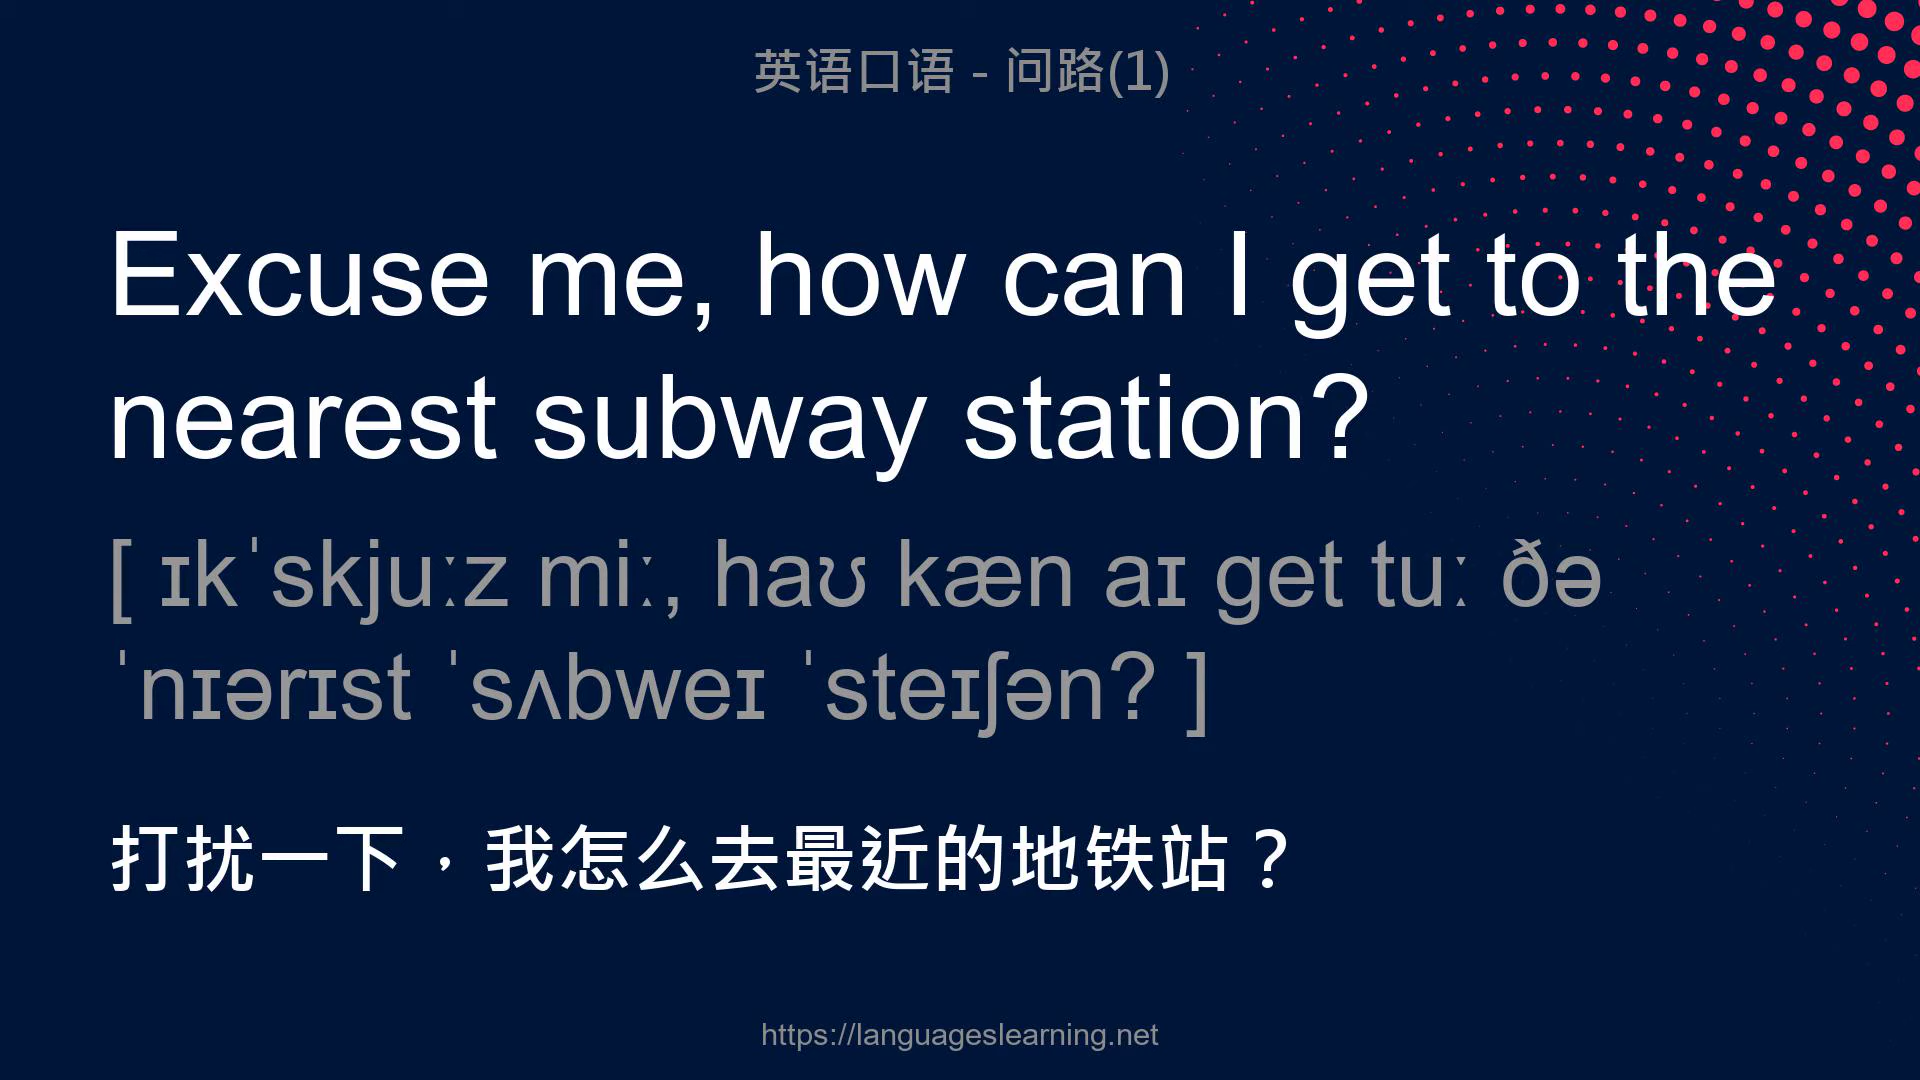 英语口语 - 问路(1)
Excuse me, how can I get to the
nearest subway station?
[ ɪkˈskjuːz miː, haʊ kæn aɪ get tuː ðə
ˈnɪərɪst ˈsʌbweɪ ˈsteɪʃən? ]
打扰一下，我怎么去最近的地铁站？
https://languageslearning.net